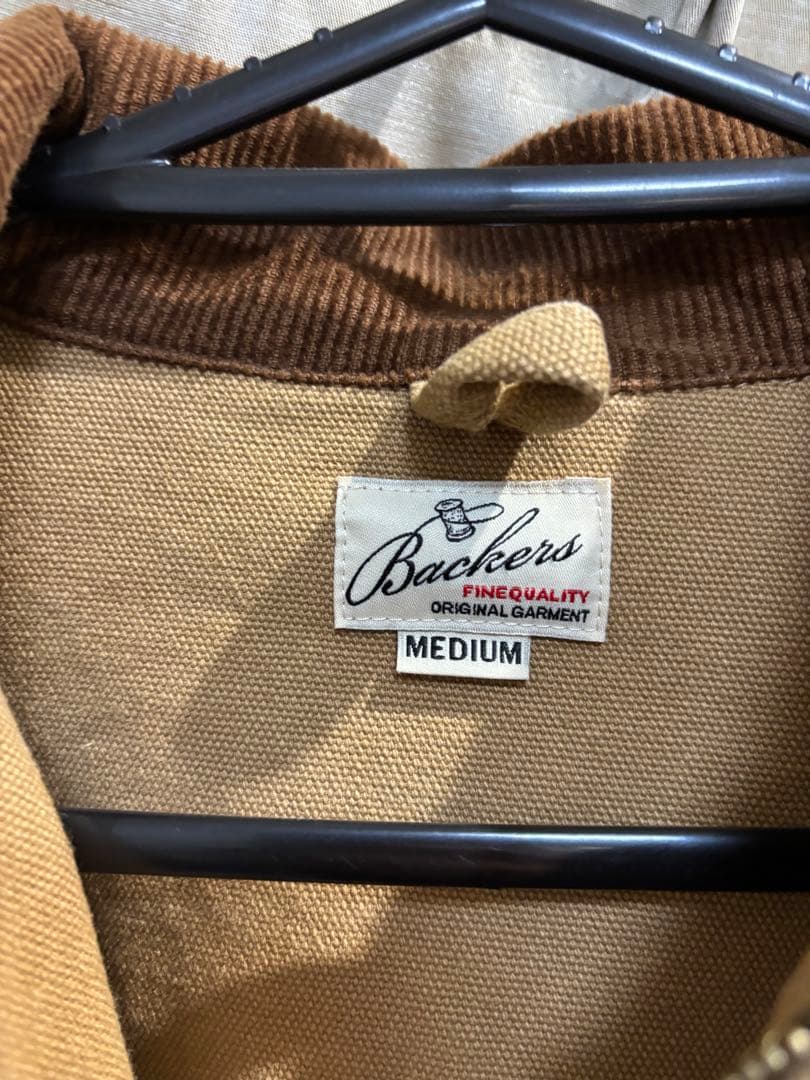 Backers
FINEQUALITY
ORIGINAL GARMENT
MEDIUM